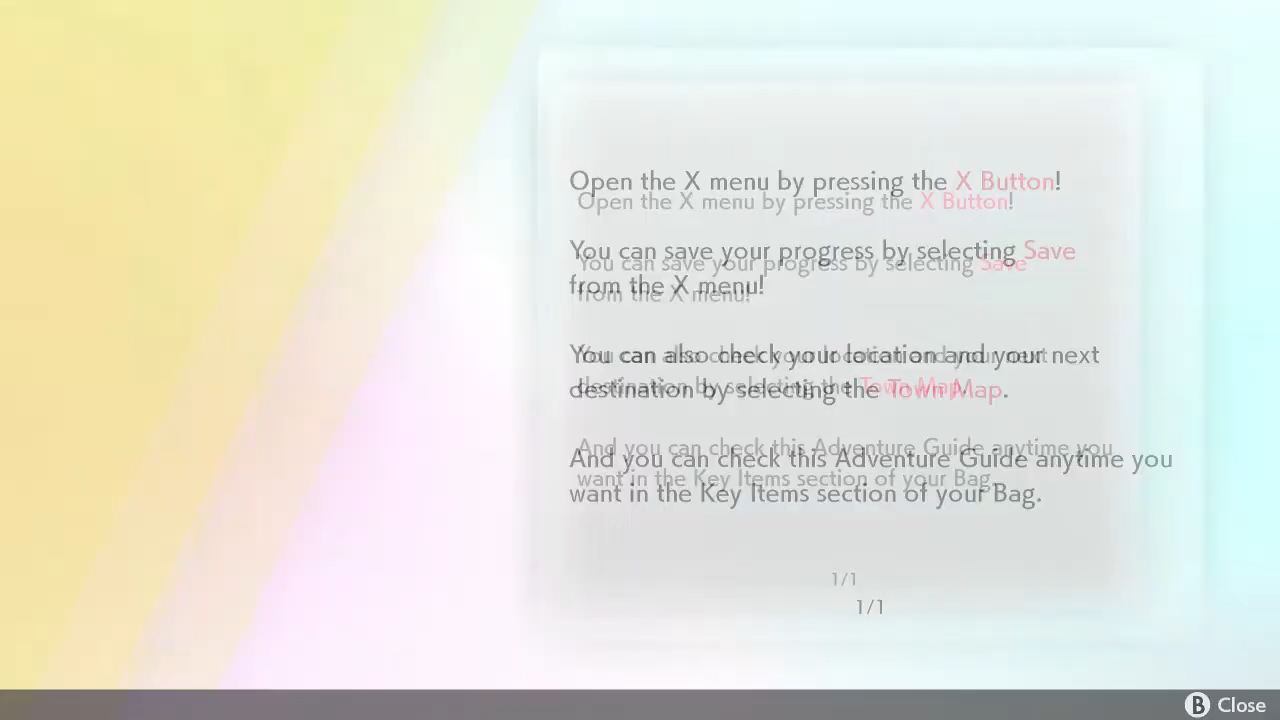 Open the X menu by pressing the X Button!
You can save your progress by selecting Save
from the X menu!
You can also check your location and your next
destination by selecting the Town Map.
And you can check this Adventure Guide anytime you
want in the Key Items section of your Bag.
1/1
B Close